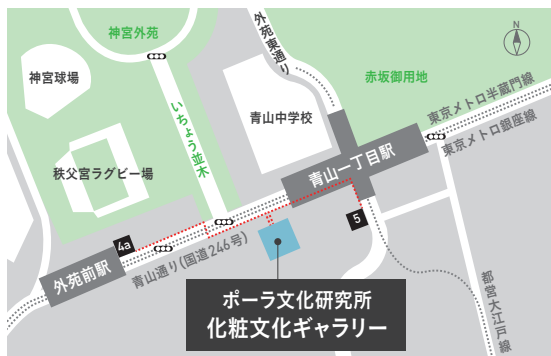 神宮外苑
外苑東通り
N
神宮球場
いちょう並木
青山中学校
赤坂御用地
東京メトロ半蔵門線
東京メトロ銀座線
秩父宮ラグビー場
青山一丁目駅
5
4a
青山通り(国道246号)
外苑前駅
都営大江戸線
ポーラ文化研究所
化粧文化ギャラリー